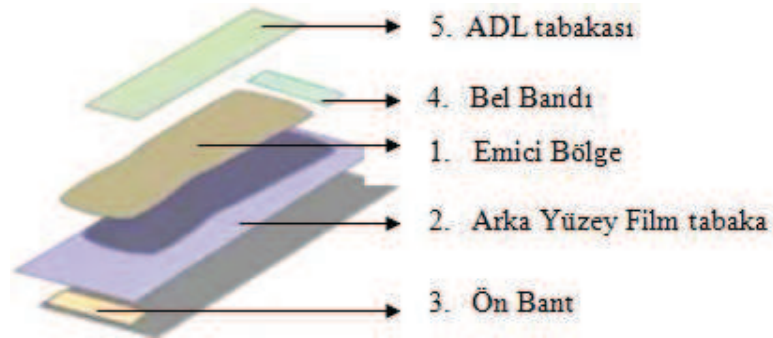 5. ADL tabakası
4. Bel Bandı
1. Emici Bölge
2. Arka Yüzey Film tabaka
3. Ön Bant